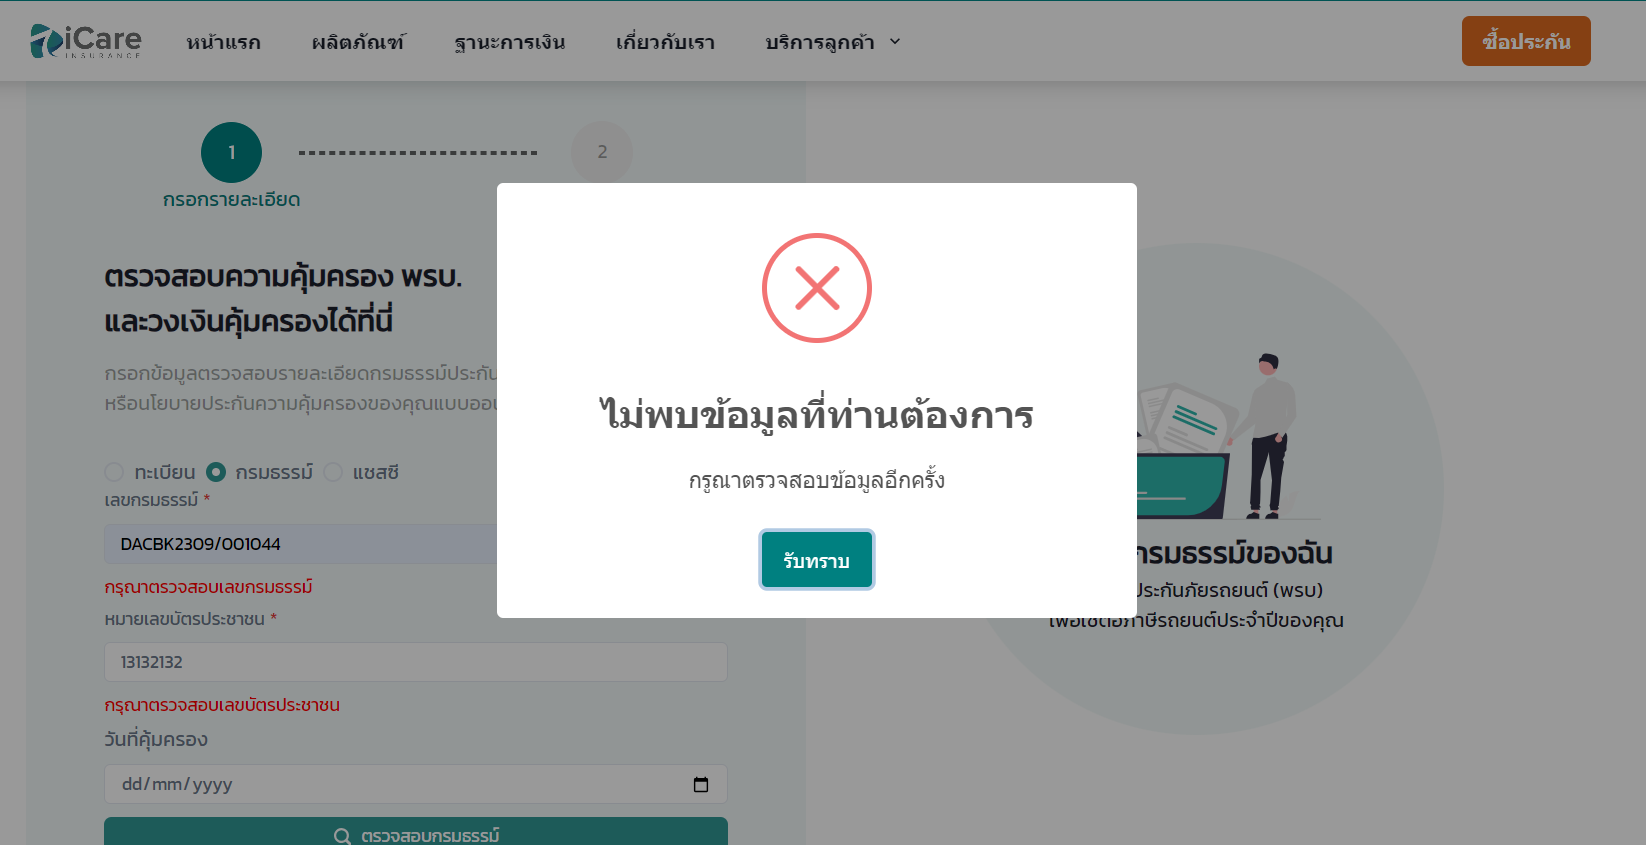 iCare
INSURANCE
หน้าแรก
ผลิตภัณฑ์
ฐานะการเงิน
เกี่ยวกับเรา
บริการลูกค้า
ซื้อประกัน
1
2
กรอกรายละเอียด
ตรวจสอบความคุ้มครอง พรบ.
และวงเงินคุ้มครองได้ที่นี่
กรอกข้อมูลตรวจสอบรายละเอียดกรมธรรม์ประกัน
หรือนโยบายประกันความคุ้มครองของคุณแบบออน
ทะเบียน กรมธรรม์ แชสซี
เลขกรมธรรม์ *
DACBK2309/001044
กรุณาตรวจสอบเลขกรมธรรม์
หมายเลขบัตรประชาชน *
13132132
กรุณาตรวจสอบเลขบัตรประชาชน
วันที่คุ้มครอง
dd/mm/yyyy
ตรวจสอบกรมธรรม์
ไม่พบข้อมูลที่ท่านต้องการ
กรูณาตรวจสอบข้อมูลอีกครั้ง
รับทราบ
กรมธรรม์ของฉัน
ประกันภัยรถยนต์ (พรบ)
เพื่อใช้ต่อภาษีรถยนต์ประจำปีของคุณ